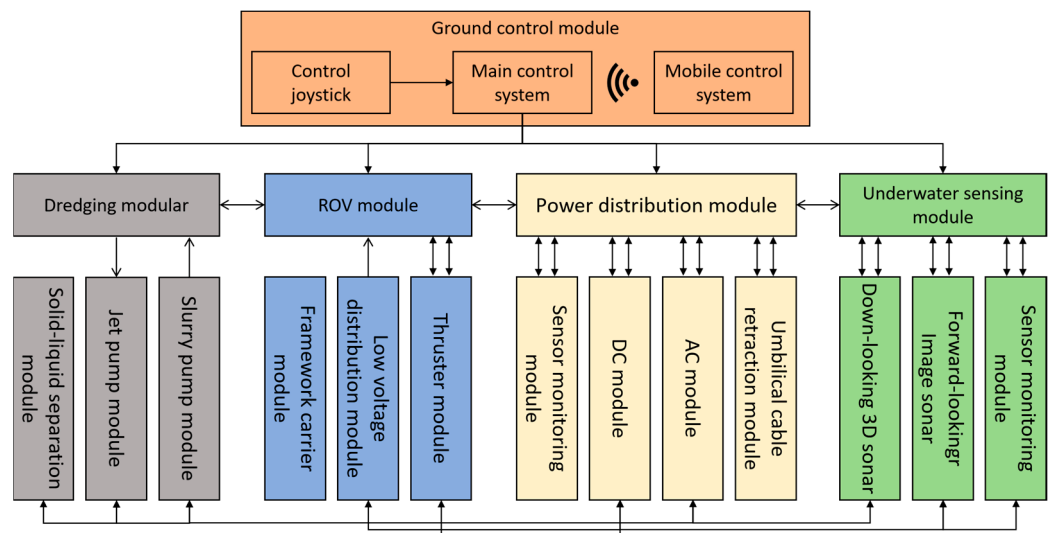 Ground control module
Control
joystick
Main control
system
Mobile control
system
Dredging modular
ROV module
Power distribution module
Underwater sensing
module
Solid-liquid separation
module
Jet pump module
Slurry pump module
Framework carrier
module
Low voltage
distribution module
Thruster module
Sensor monitoring
module
DC module
AC module
Umbilical cable
retraction module
Down-looking 3D sonar
Forward-lookingr
Image sonar
Sensor monitoring
module